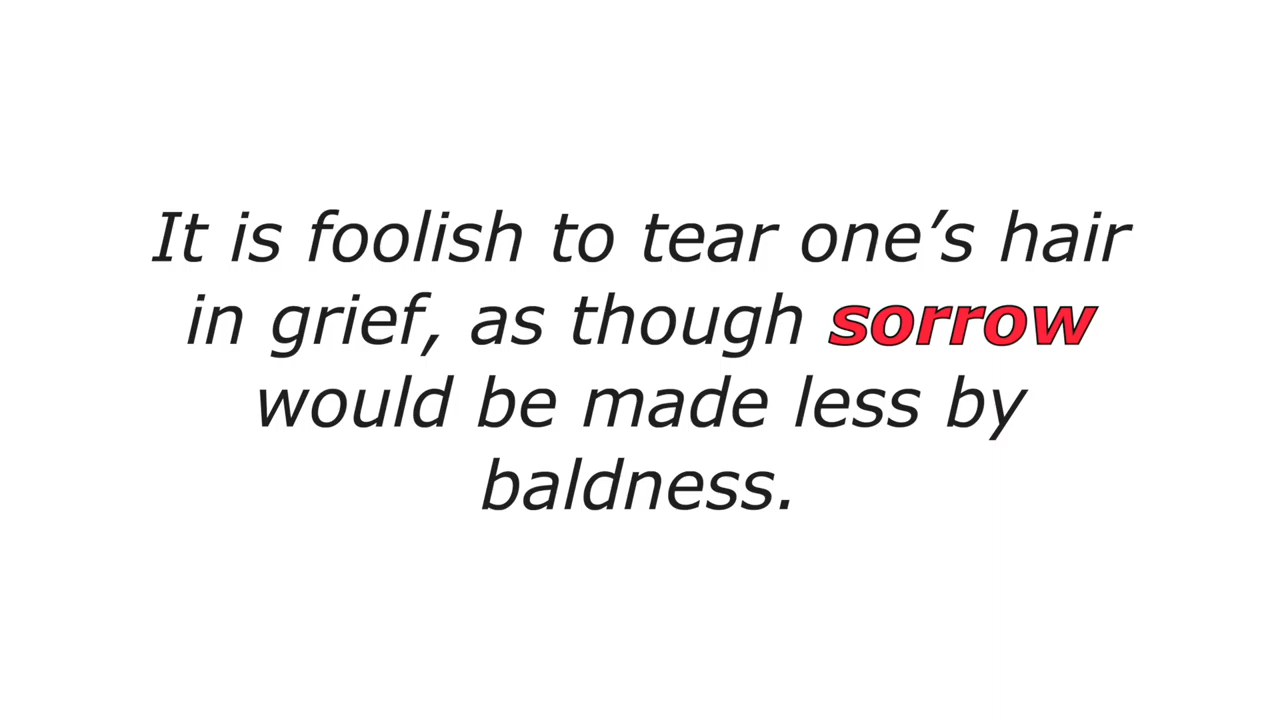 It is foolish to tear one’s hair
in grief, as though sorrow
would be made less by
baldness.